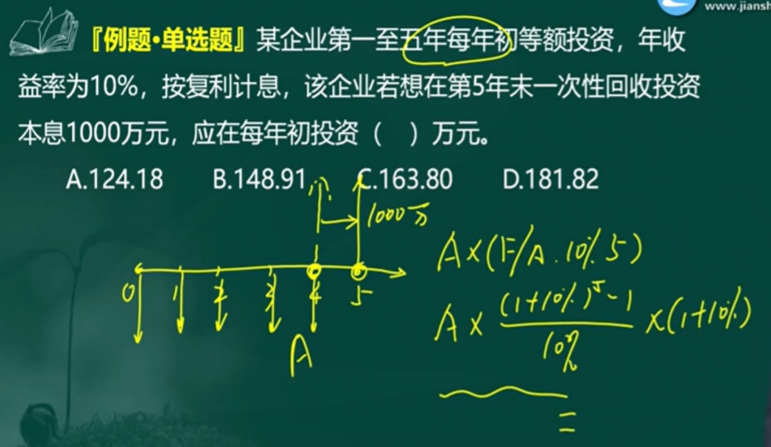 www.jiansh
『例题·单选题』某企业第一至五年每年初等额投资，年收
益率为10%，按复利计息，该企业若想在第5年末一次性回收投资
本息1000万元，应在每年初投资（ ）万元。
A.124.18 B.148.91 C.163.80 D.181.82
1000万
0 1 2 3 4 5
A
A×(F/A.10%.5)
A×\frac{(1+10%)^5-1}{10%}×(1+10%)
=